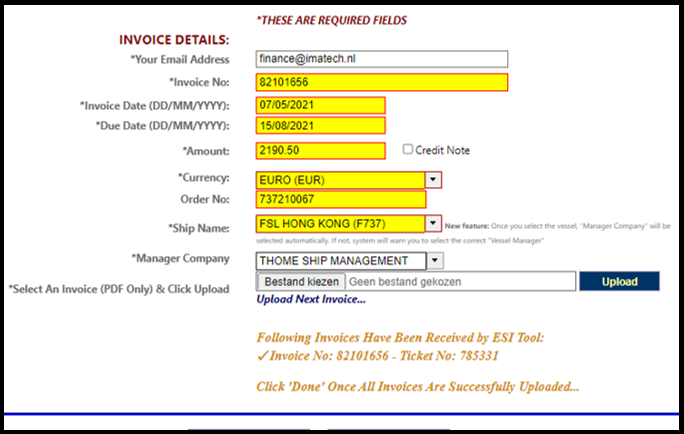 *THESE ARE REQUIRED FIELDS
INVOICE DETAILS:
*Your Email Address finance@imatech.nl
*Invoice No: 82101656
*Invoice Date (DD/MM/YYYY): 07/05/2021
*Due Date (DD/MM/YYYY): 15/08/2021
*Amount: 2190.50 Credit Note
*Currency: EURO (EUR)
Order No: 737210067
*Ship Name: FSL HONG KONG (F737) New feature: Once you select the vessel, "Manager Company" will be
selected automatically. If not, system will warn you to select the correct "Vessel Manager"
*Manager Company THOME SHIP MANAGEMENT
*Select An Invoice (PDF Only) & Click Upload Bestand kiezen Geen bestand gekozen Upload
Upload Next Invoice...
Following Invoices Have Been Received by ESI Tool:
✓Invoice No: 82101656 - Ticket No: 785331
Click 'Done' Once All Invoices Are Successfully Uploaded...